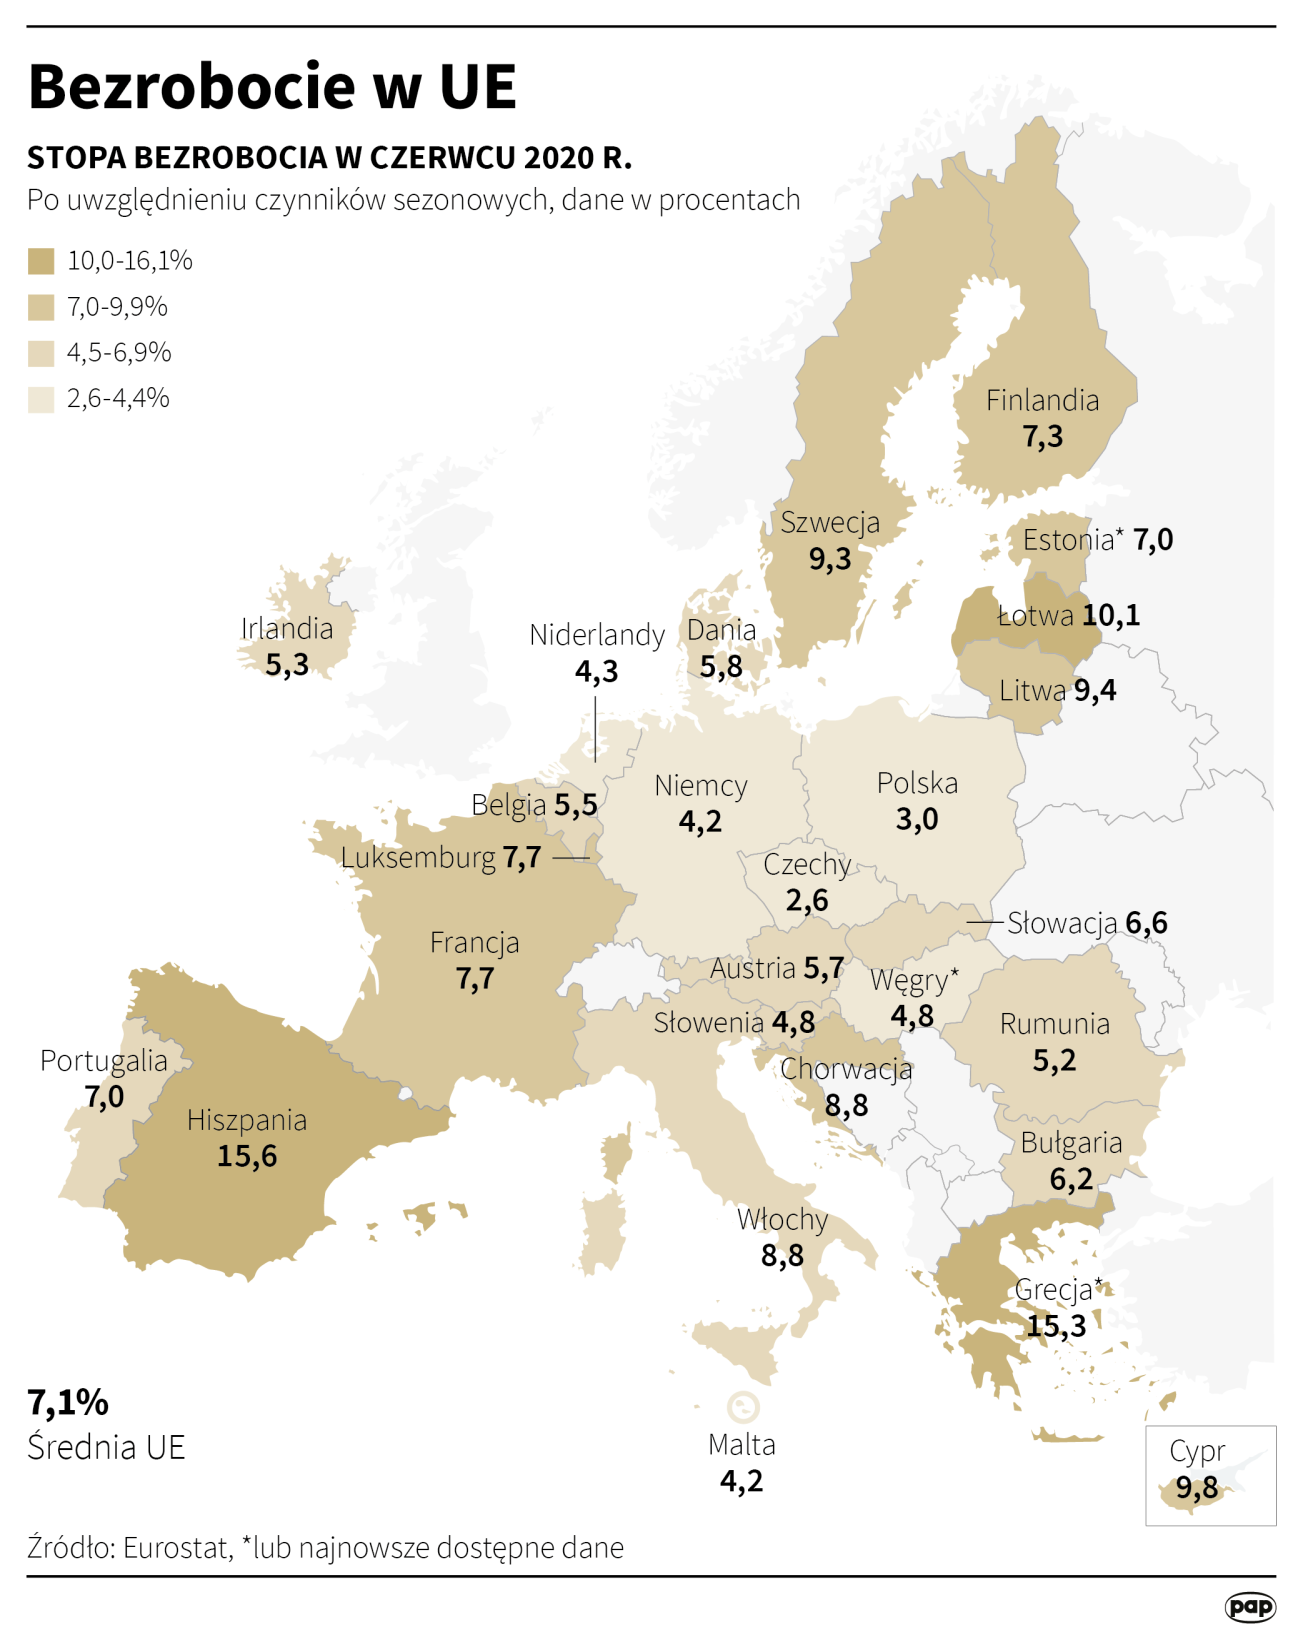 Bezrobocie w UE
STOPA BEZROBOCIA W CZERWCU 2020 R.
Po uwzględnieniu czynników sezonowych, dane w procentach
10,0-16,1%
7,0-9,9%
4,5-6,9%
2,6-4,4%
Finlandia
7,3
Szwecja
9,3
Estonia* 7,0
Łotwa 10,1
Litwa 9,4
Irlandia
5,3
Niderlandy
4,3
Dania
5,8
Belgia 5,5
Luksemburg 7,7
Niemcy
4,2
Polska
3,0
Czechy
2,6
Słowacja 6,6
Francja
7,7
Austria 5,7
Węgry*
4,8
Słowenia 4,8
Rumunia
5,2
Chorwacja
8,8
Portugalia
7,0
Hiszpania
15,6
Bułgaria
6,2
Włochy
8,8
Grecja*
15,3
Malta
4,2
Cypr
9,8
7,1%
Średnia UE
Źródło: Eurostat, *lub najnowsze dostępne dane
pap